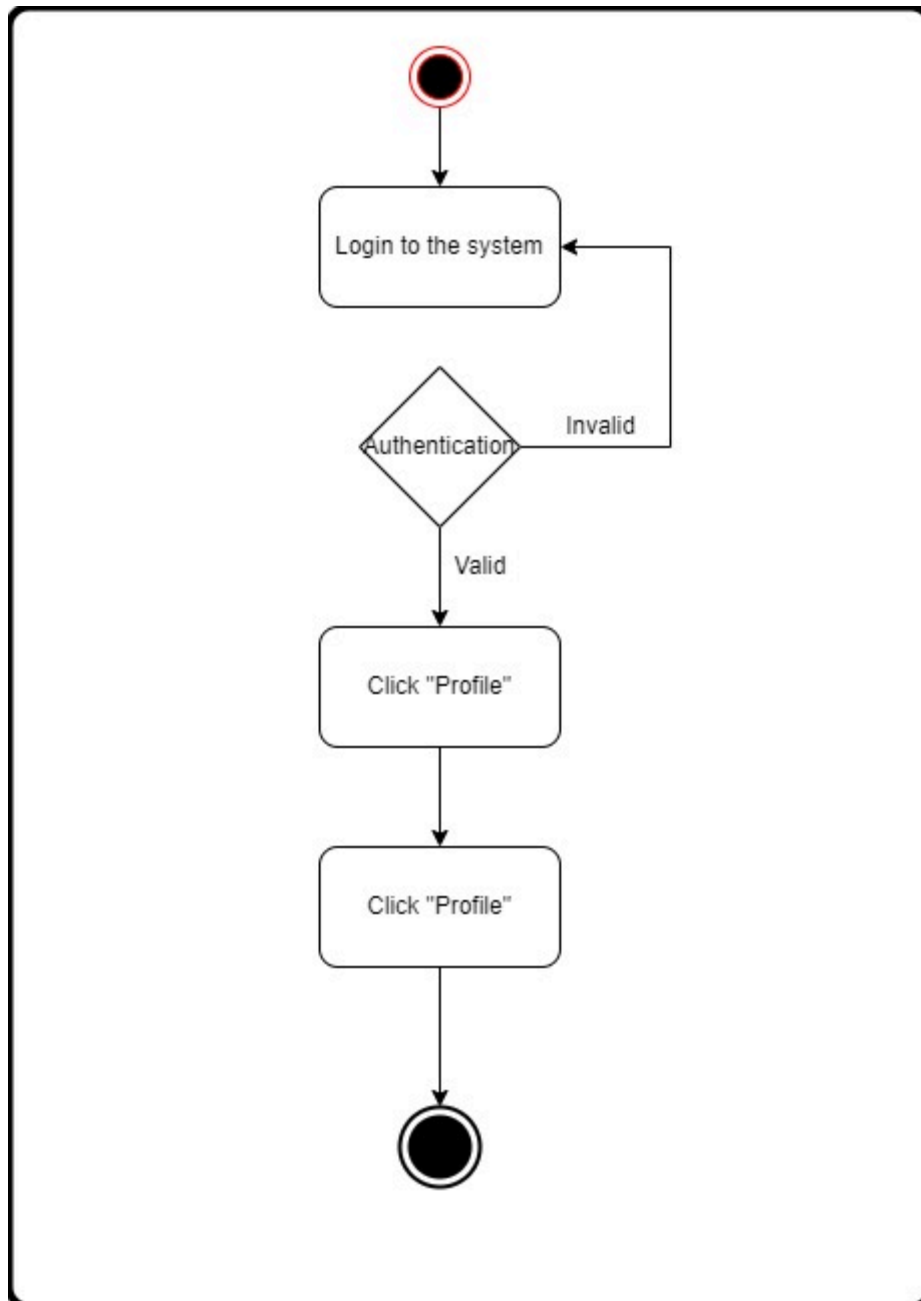 Login to the system
Authentication
Invalid
Valid
Click "Profile"
Click "Profile"